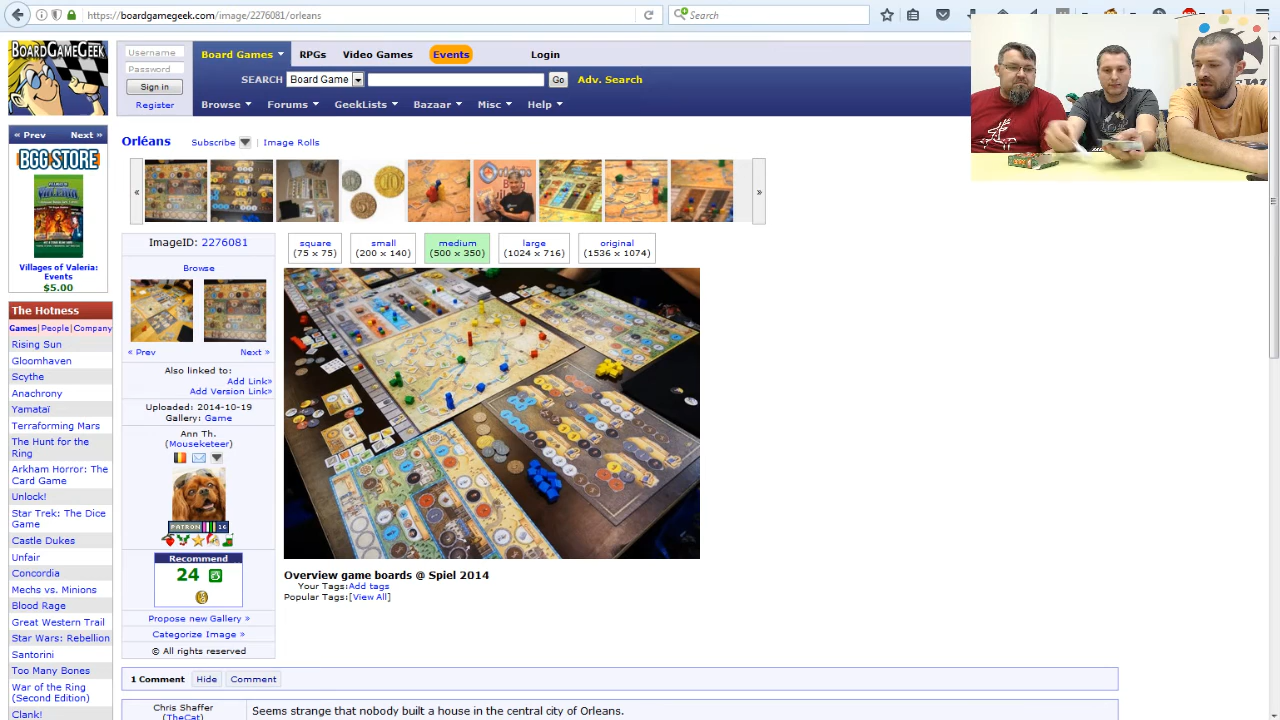 https://boardgamegeek.com/image/2276081/orleans
Search
BOARDGAMEGEEK
Username
Password
Sign in
Register
Board Games
RPGs
Video Games
Events
Login
SEARCH
Board Game
Go
Adv. Search
Browse
Forums
GeekLists
Bazaar
Misc
Help
« Prev
Next »
BGG STORE
VALERIA
Villages of Valeria:
Events
$5.00
The Hotness
Games|People|Company
Rising Sun
Gloomhaven
Scythe
Anachrony
Yamataï
Terraforming Mars
The Hunt for the
Ring
Arkham Horror: The
Card Game
Unlock!
Star Trek: The Dice
Game
Castle Dukes
Unfair
Concordia
Mechs vs. Minions
Blood Rage
Great Western Trail
Star Wars: Rebellion
Santorini
Too Many Bones
War of the Ring
(Second Edition)
Clank!
Orléans
Subscribe
| Image Rolls
«
»
ImageID: 2276081
Browse
« Prev
Next »
Also linked to:
Add Link»
Add Version Link»
Uploaded: 2014-10-19
Gallery: Game
Ann Th.
(Mouseketeer)
PATRON
16
Recommend
24
Propose new Gallery »
Categorize Image »
© All rights reserved
square
(75 x 75)
small
(200 x 140)
medium
(500 x 350)
large
(1024 x 716)
original
(1536 x 1074)
Overview game boards @ Spiel 2014
Your Tags:Add tags
Popular Tags:[View All]
1 Comment
Hide
Comment
Chris Shaffer
(TheCat)
Seems strange that nobody built a house in the central city of Orleans.